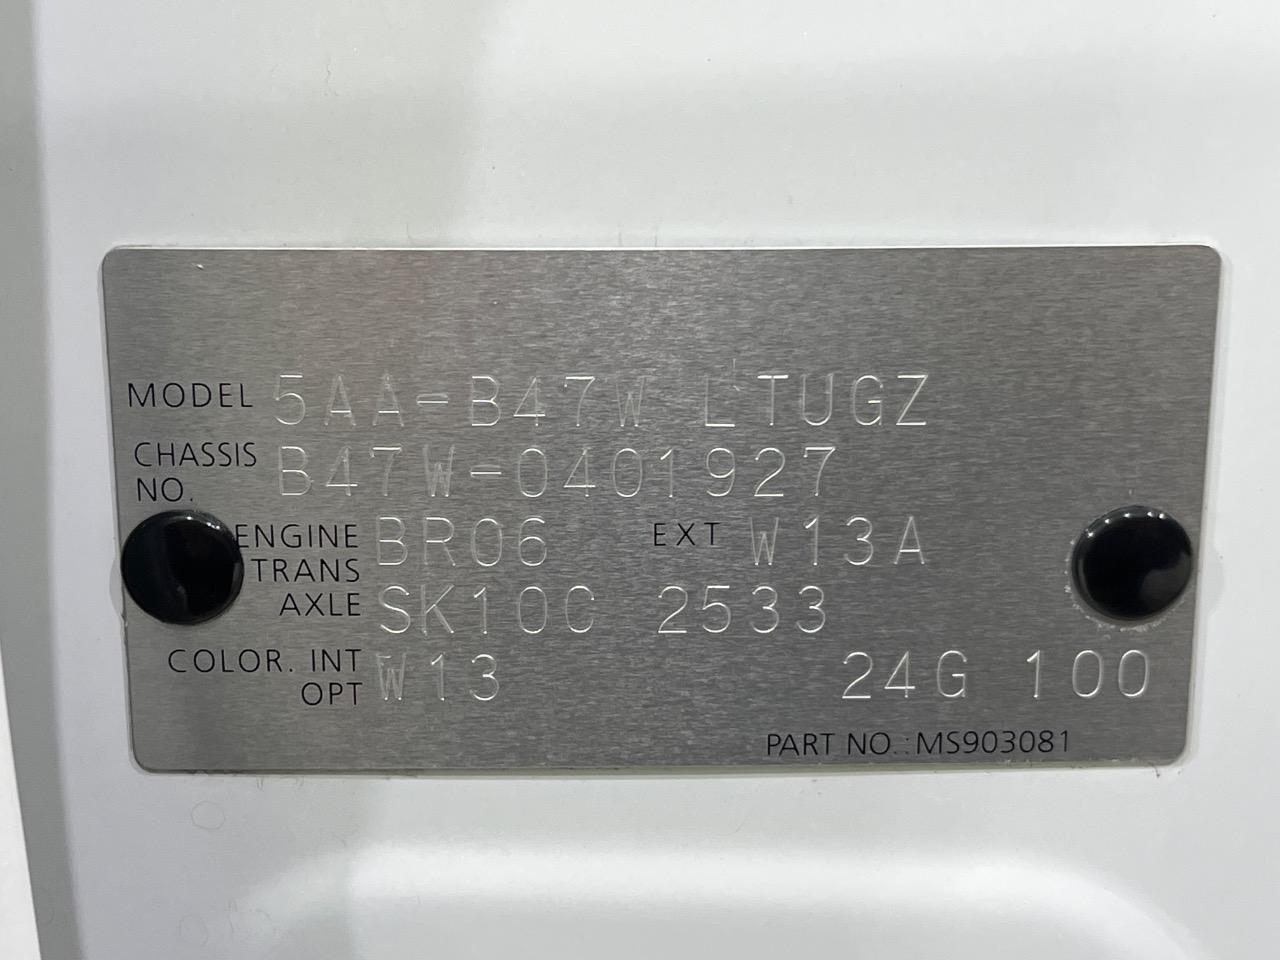 MODEL 5AA-B47W LTUGZ
CHASSIS NO. B47W-0401927
ENGINE BR06 EXT W13A
TRANS AXLE SK10C 2533
COLOR. INT OPT W13 24G 100
PART NO.:MS903081